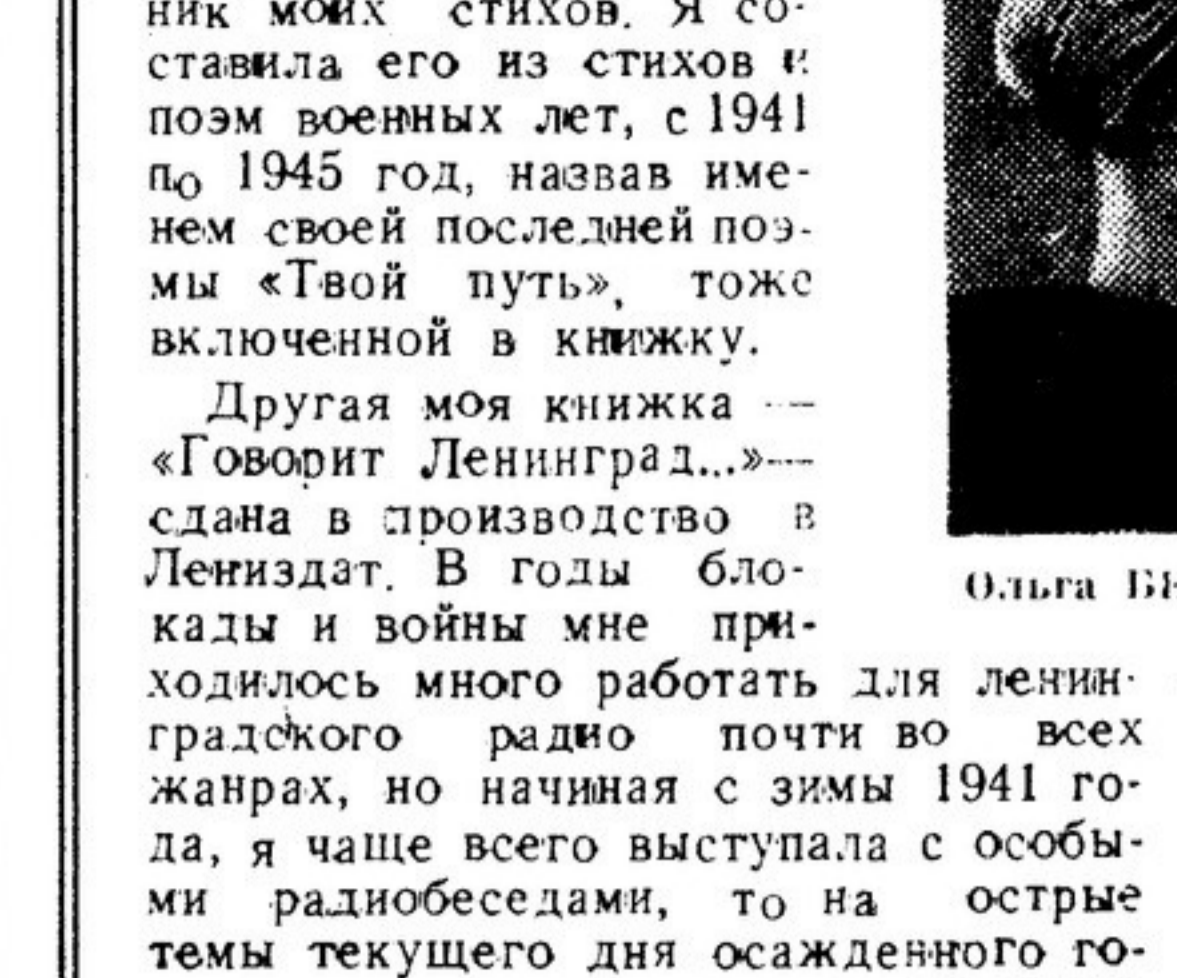 ник моих стихов. Я со-
ставила его из стихов и
поэм военных лет, с 1941
по 1945 год, назвав име-
нем своей последней поэ-
мы «Твой путь», тоже
включенной в книжку.
Другая моя книжка —
«Говорит Ленинград...»—
сдана в производство в
Лениздат. В годы бло-
кады и войны мне при-
ходилось много работать для ленин-
градского радио почти во всех
жанрах, но начиная с зимы 1941 го-
да, я чаще всего выступала с особы-
ми радиобеседами, то на острые
темы текущего дня осажденного го-
Ольга